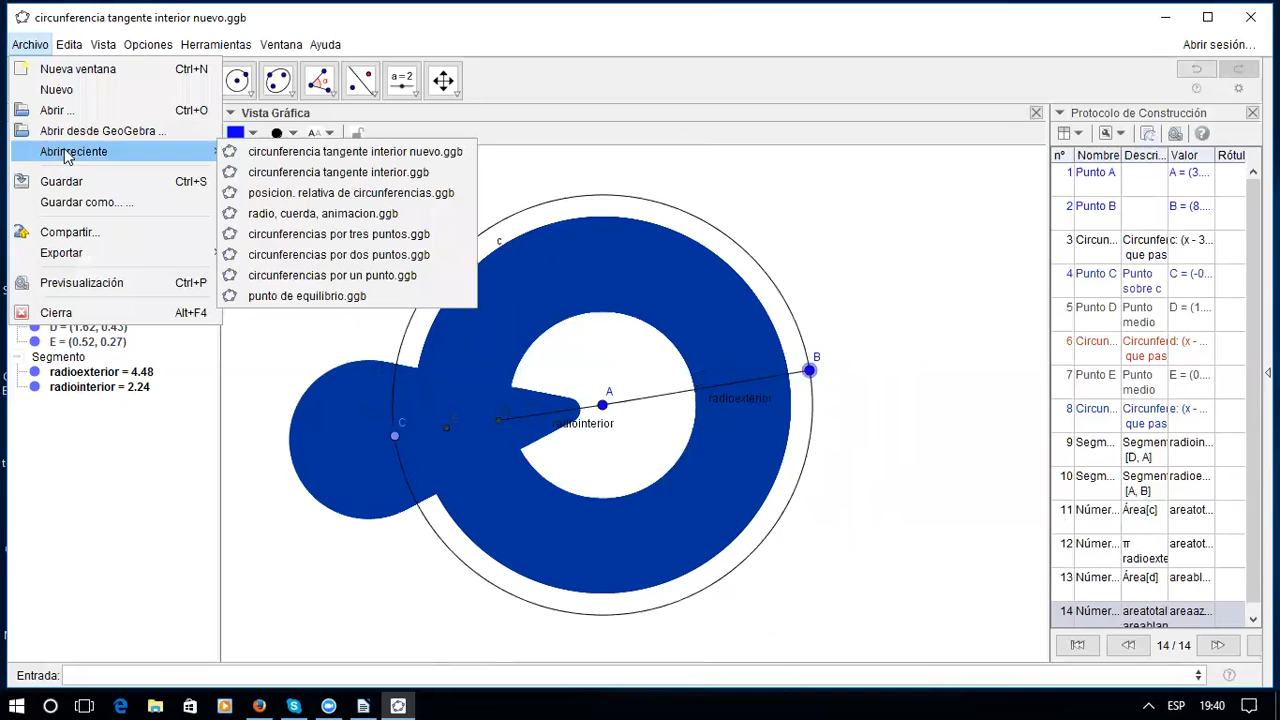 circunferencia tangente interior nuevo.ggb
Archivo Edita Vista Opciones Herramientas Ventana Ayuda Abrir sesión...
Nueva ventana Ctrl+N
Nuevo
Abrir ... Ctrl+O
Abrir desde GeoGebra ...
Abrir reciente
Guardar Ctrl+S
Guardar como... ...
Compartir...
Exportar
Previsualización Ctrl+P
Cierra Alt+F4
circunferencia tangente interior nuevo.ggb
circunferencia tangente interior.ggb
posicion. relativa de circunferencias.ggb
radio, cuerda, animacion.ggb
circunferencias por tres puntos.ggb
circunferencias por dos puntos.ggb
circunferencias por un punto.ggb
punto de equilibrio.ggb
D = (1.62, 0.43)
E = (0.52, 0.27)
Segmento
radioexterior = 4.48
radiointerior = 2.24
a = 2
Vista Gráfica
AA
c
B
A
C
radioexterior
Protocolo de Construcción
nº Nombre Descri... Valor Rótul
1 Punto A A = (3....
2 Punto B B = (8....
3 Circun... Circunfer c: (x - 3...
que pas
4 Punto C Punto C = (-0...
sobre c
5 Punto D Punto D = (1...
medio
6 Circun... Circunfer d: (x - ...
que pas
7 Punto E Punto E = (0...
medio
8 Circun... Circunfer e: (x - ...
que pas
9 Segm... Segment radioin...
[D, A]
10 Segm... Segment radioe...
[A, B]
11 Númer... Área[c] areatot...
12 Númer... π areatot...
radioexte
13 Númer... Área[d] areabl...
14 Númer... areatotal areaaz...
areablan
14 / 14
Entrada:
ESP 19:40